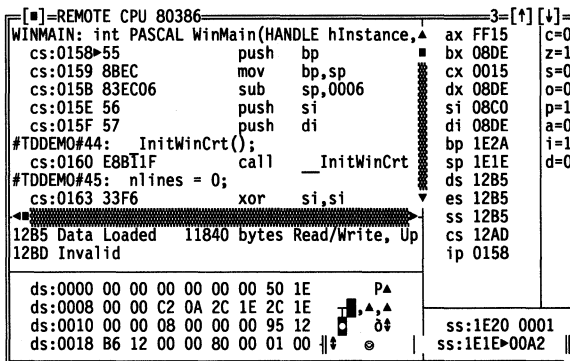 [■]=REMOTE CPU 80386 3=[↑][↓]=
WINMAIN: int PASCAL WinMain(HANDLE hInstance,▲ ax FF15 c=0
cs:0158►55 push bp bx 08DE z=1
cs:0159 8BEC mov bp,sp cx 0015 s=0
cs:015B 83EC06 sub sp,0006 dx 08DE o=0
cs:015E 56 push si si 08C0 p=1
cs:015F 57 push di di 08DE a=0
#TDDEMO#44: _InitWinCrt(); bp 1E2A i=1
cs:0160 E8B11F call __InitWinCrt sp 1E1E d=0
#TDDEMO#45: nlines = 0; ds 12B5
cs:0163 33F6 xor si,si ▼ es 12B5
ss 12B5
12B5 Data Loaded 11840 bytes Read/Write, Up cs 12AD
12BD Invalid ip 0158
ds:0000 00 00 00 00 00 00 50 1E P▲
ds:0008 00 00 C2 0A 2C 1E 2C 1E ,▲,▲
ds:0010 00 00 08 00 00 00 95 12 ò↕ ss:1E20 0001
ds:0018 B6 12 00 00 80 00 01 00 ╢↕ ☺ ss:1E1E►00A2